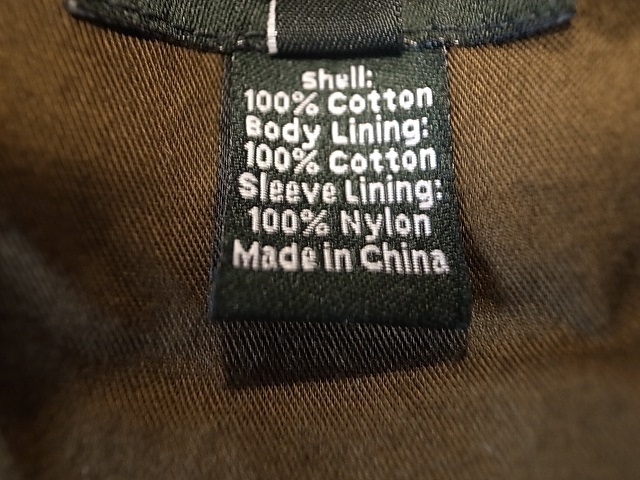 Shell:
100% Cotton
Body Lining:
100% Cotton
Sleeve Lining:
100% Nylon
Made in China